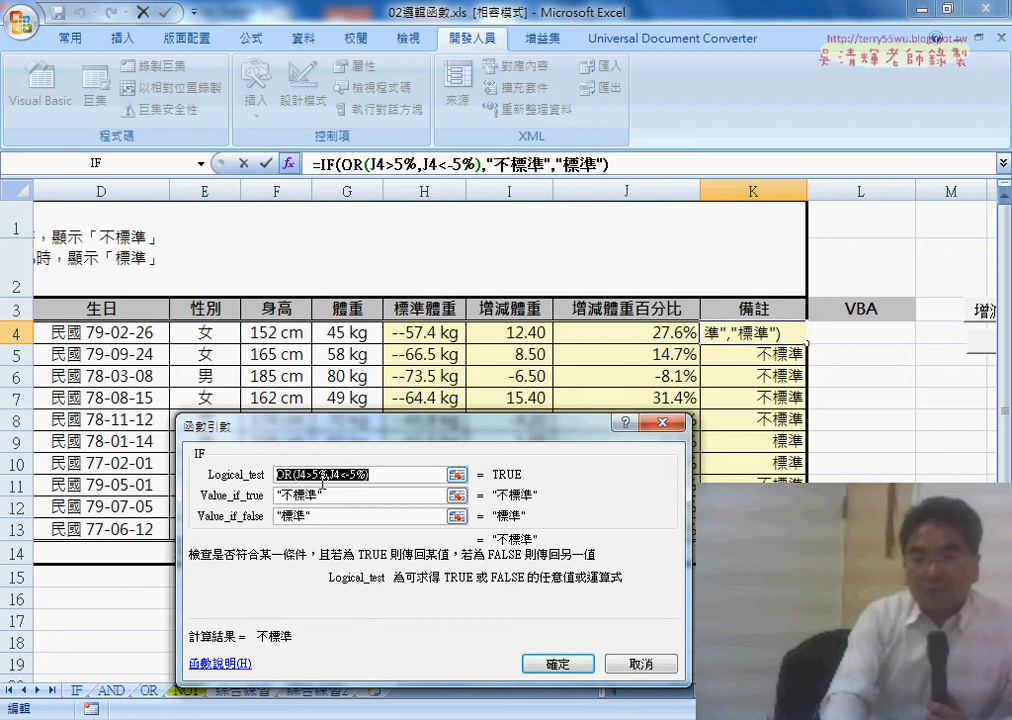 02邏輯函數.xls [相容模式] - Microsoft Excel
常用 插入 版面配置 公式 資料 校閱 檢視 開發人員 增益集 Universal Document Converter
http://terry55wu.blogspot.tw
吳清輝老師錄製
Visual Basic 巨集 錄製巨集 以相對位置錄製 巨集安全性 程式碼
插入 設計模式 屬性 檢視程式碼 執行對話方塊 控制項
來源 對應內容 擴充套件 重新整理資料 匯入 匯出 XML
IF =IF(OR(J4>5%,J4<-5%),"不標準","標準")
D E F G H I J K L M
1 ,顯示「不標準」
時,顯示「標準」
2
3 生日 性別 身高 體重 標準體重 增減體重 增減體重百分比 備註 VBA 增減
4 民國 79-02-26 女 152 cm 45 kg --57.4 kg 12.40 27.6% 準","標準")
5 民國 79-09-24 女 165 cm 58 kg --66.5 kg 8.50 14.7% 不標準
6 民國 78-03-08 男 185 cm 80 kg --73.5 kg -6.50 -8.1% 不標準
7 民國 78-08-15 女 162 cm 49 kg --64.4 kg 15.40 31.4% 不標準
8 民國 78-11-12 不標準
9 民國 78-01-14 標準
10 民國 77-02-01 標準
11 民國 79-05-01
12 民國 79-07-05
13 民國 77-06-12
14
15
16
17
18
19
函數引數
IF
Logical_test OR(J4>5%,J4<-5%) = TRUE
Value_if_true "不標準" = "不標準"
Value_if_false "標準" = "標準"
= "不標準"
檢查是否符合某一條件，且若為 TRUE 則傳回某值，若為 FALSE 則傳回另一值
Logical_test 為可求得 TRUE 或 FALSE 的任意值或運算式
計算結果 = 不標準
函數說明(H) 確定 取消
IF AND OR NOT 綜合練習 綜合練習2
編輯